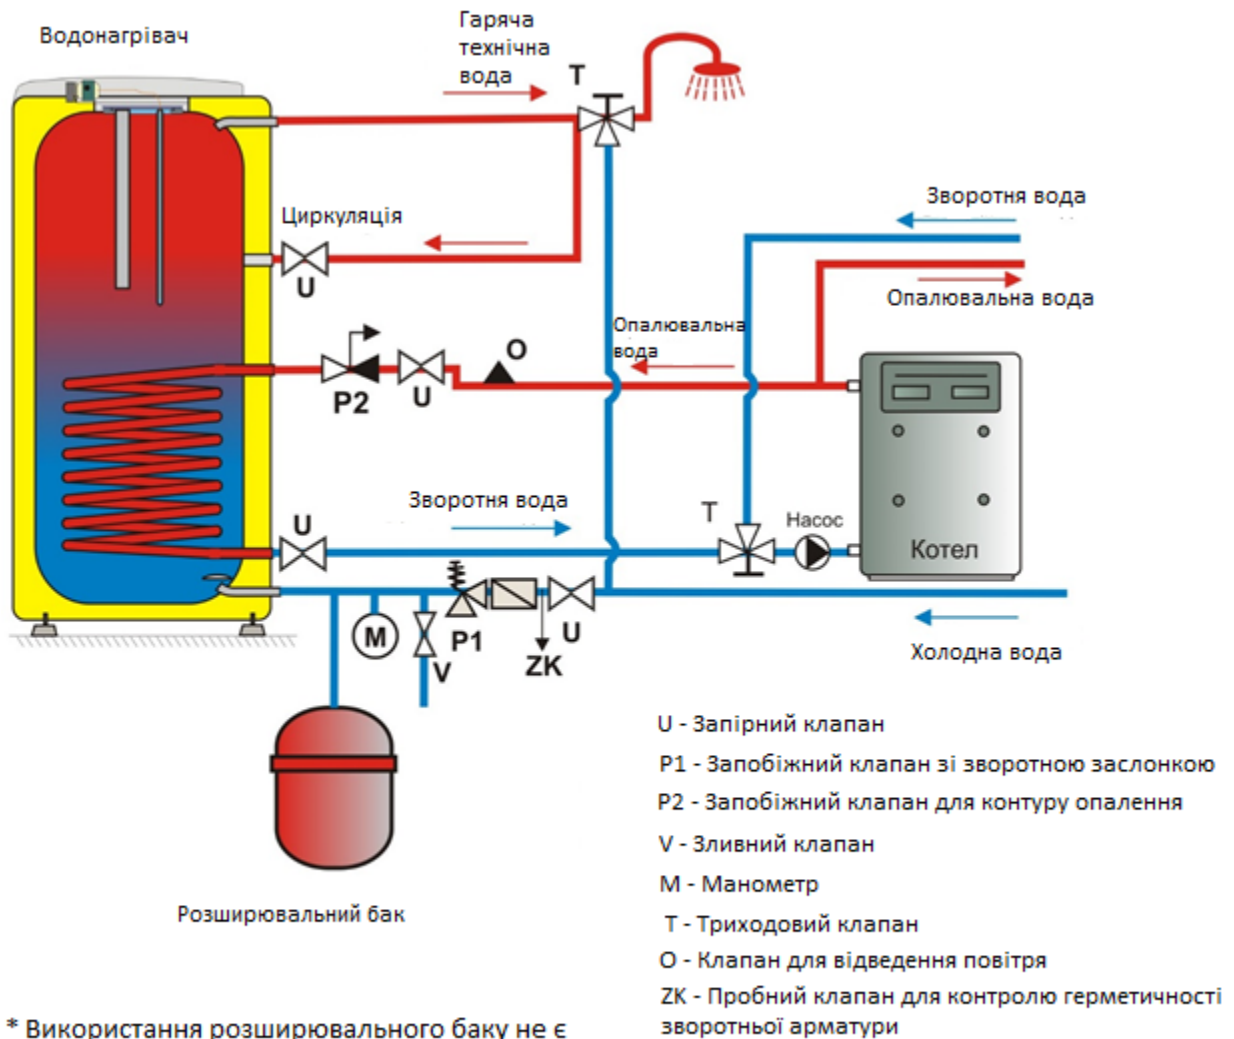 Водонагрівач
Гаряча
технічна
вода
T
Зворотня вода
Циркуляція
U
Опалювальна вода
Опалювальна
вода
O
P2
U
Зворотня вода
U
T
Насос
Котел
M
V
P1
ZK
U
Холодна вода
U - Запірний клапан
P1 - Запобіжний клапан зі зворотною заслонкою
P2 - Запобіжний клапан для контуру опалення
V - Зливний клапан
M - Манометр
T - Триходовий клапан
O - Клапан для відведення повітря
ZK - Пробний клапан для контролю герметичності
зворотньої арматури
Розширювальний бак
* Використання розширювального баку не є